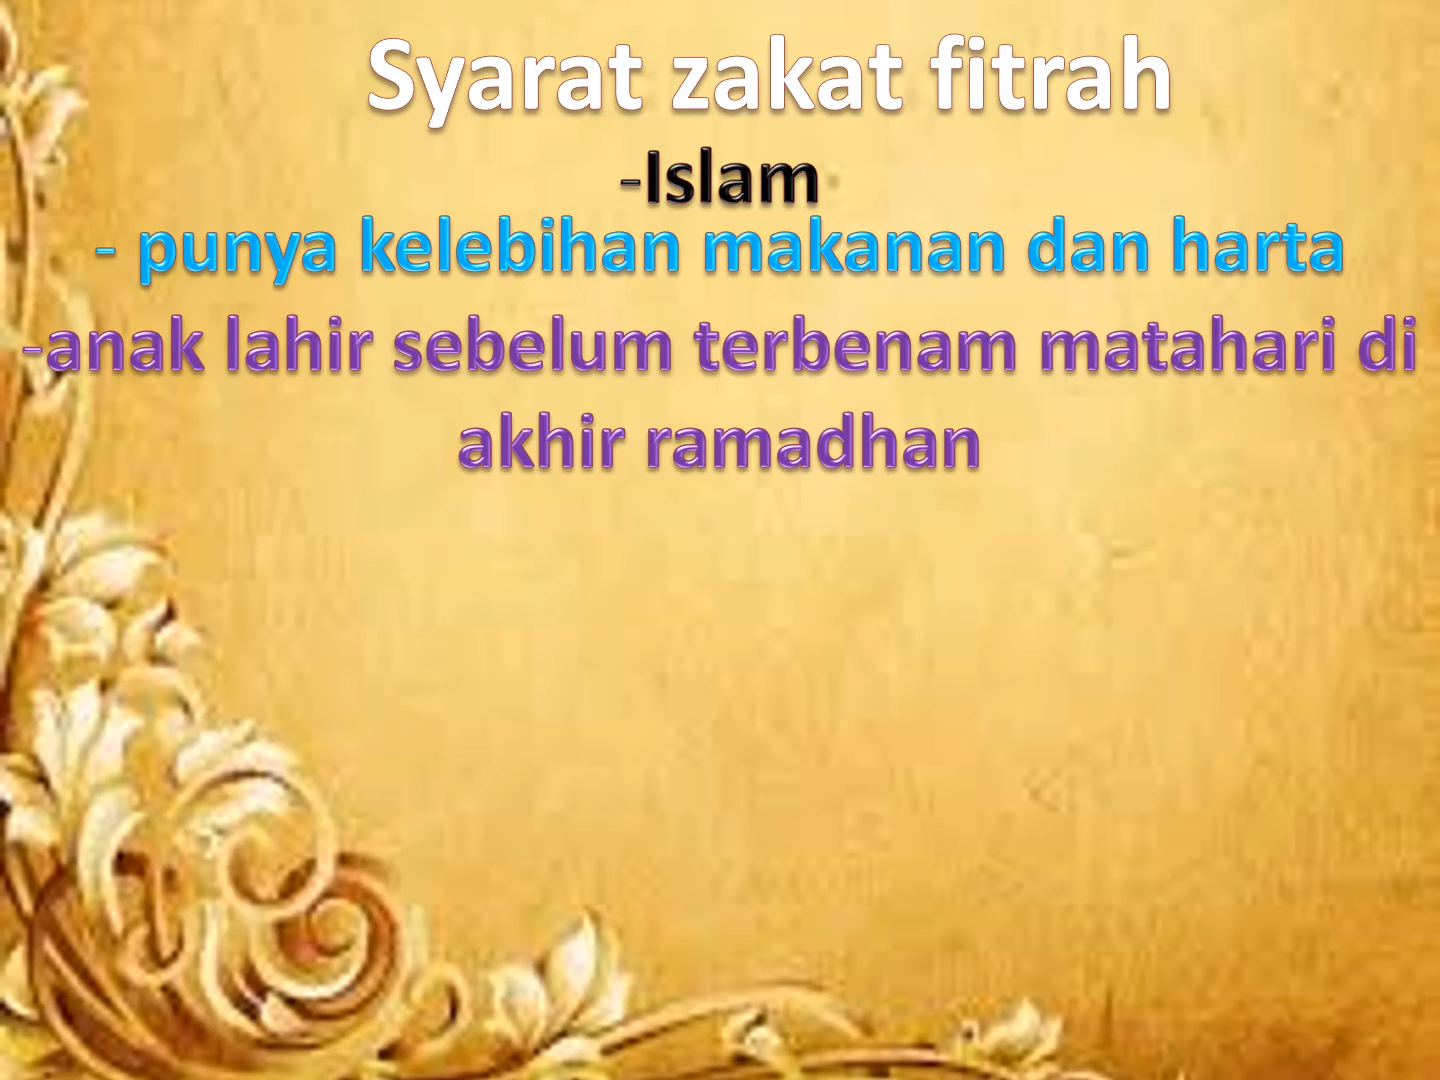 Syarat zakat fitrah
-Islam
- punya kelebihan makanan dan harta
-anak lahir sebelum terbenam matahari di
akhir ramadhan